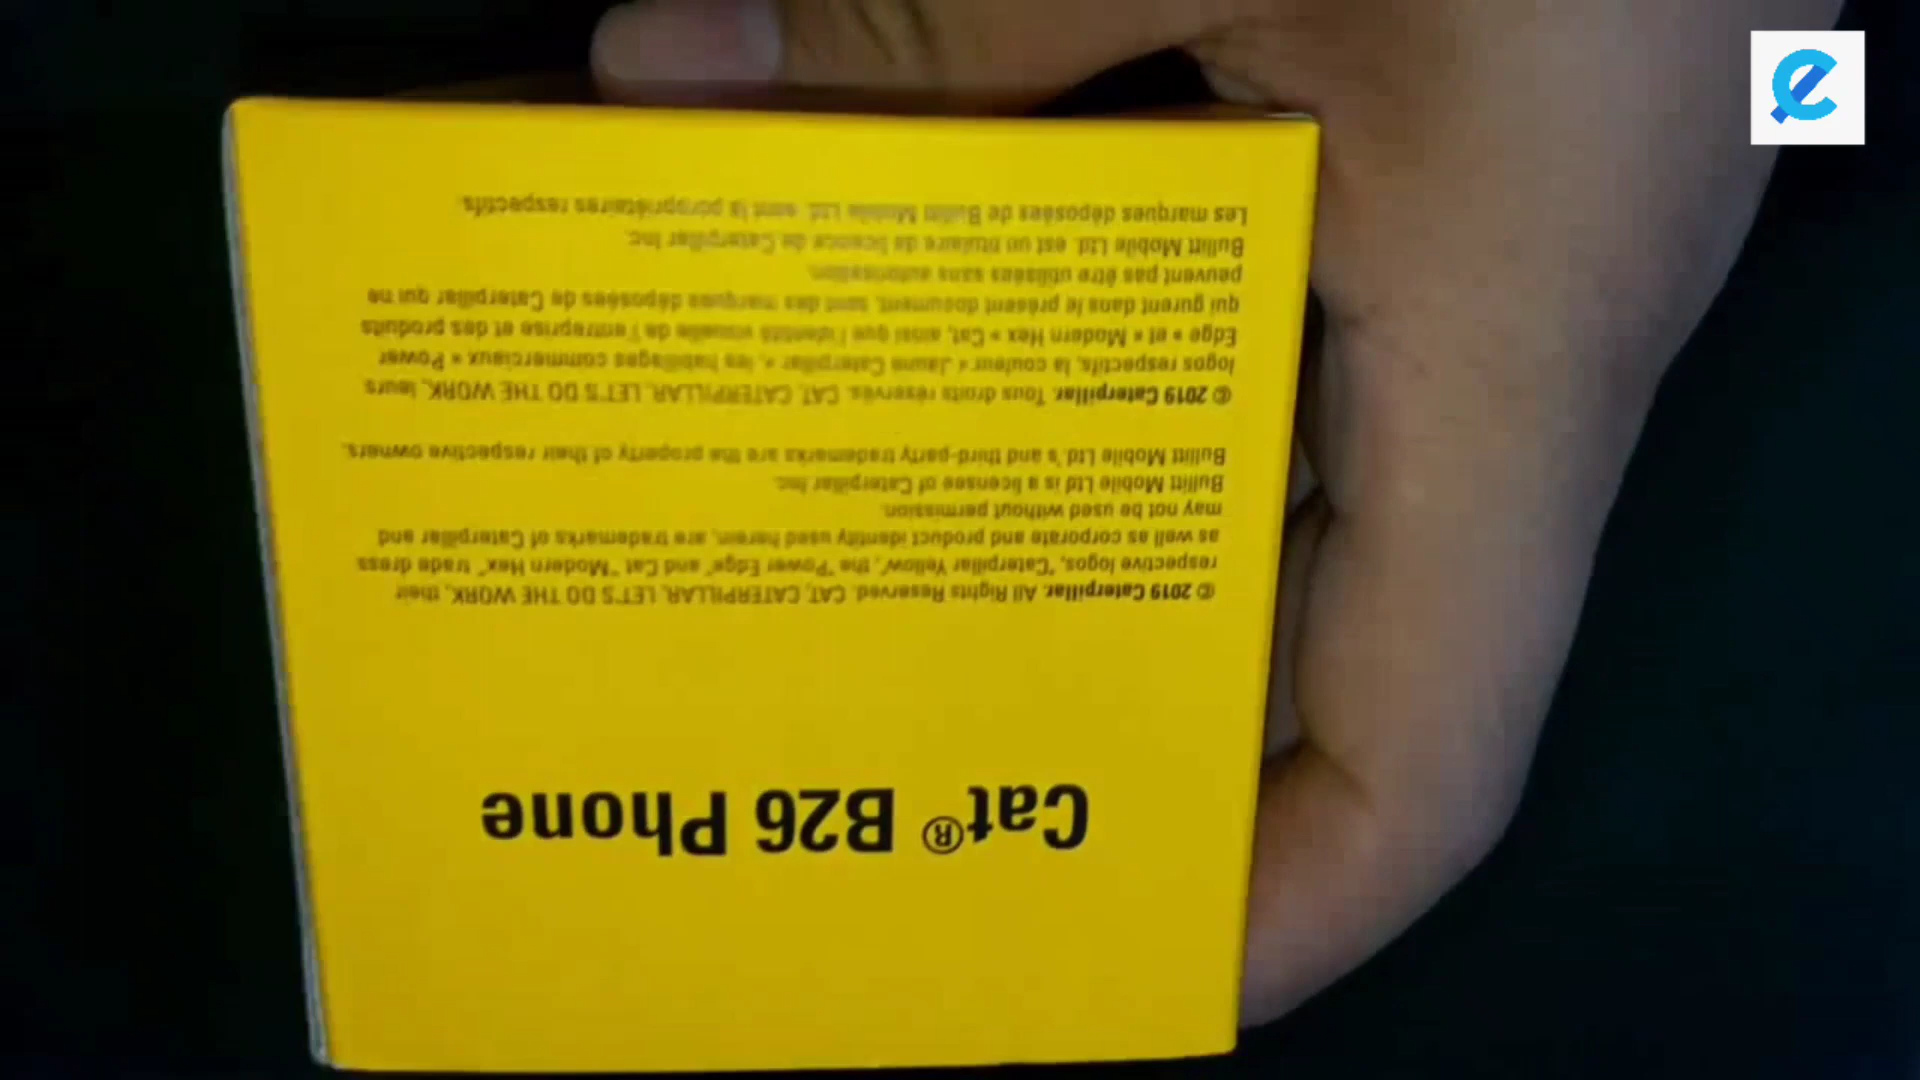 Cat® B26 Phone
© 2019 Caterpillar. All Rights Reserved. CAT, CATERPILLAR, LET'S DO THE WORK, their
respective logos, "Caterpillar Yellow", the "Power Edge" and Cat "Modern Hex" trade dress
as well as corporate and product identity used herein, are trademarks of Caterpillar and
may not be used without permission.
Bullitt Mobile Ltd is a licensee of Caterpillar Inc.
Bullitt Mobile Ltd.'s and third-party trademarks are the property of their respective owners.
© 2019 Caterpillar. Tous droits réservés. CAT, CATERPILLAR, LET'S DO THE WORK, leurs
logos respectifs, la couleur « Jaune Caterpillar », les habillages commerciaux « Power
Edge » et « Modern Hex » Cat, ainsi que l'identité visuelle de l'entreprise et des produits
qui gurent dans le présent document, sont des marques déposées de Caterpillar qui ne
peuvent pas être utilisées sans autorisation.
Bullitt Mobile Ltd. est un titulaire de licence de Caterpillar Inc.
Les marques déposées de Bullitt Mobile Ltd. sont la poropriétaires respectifs.